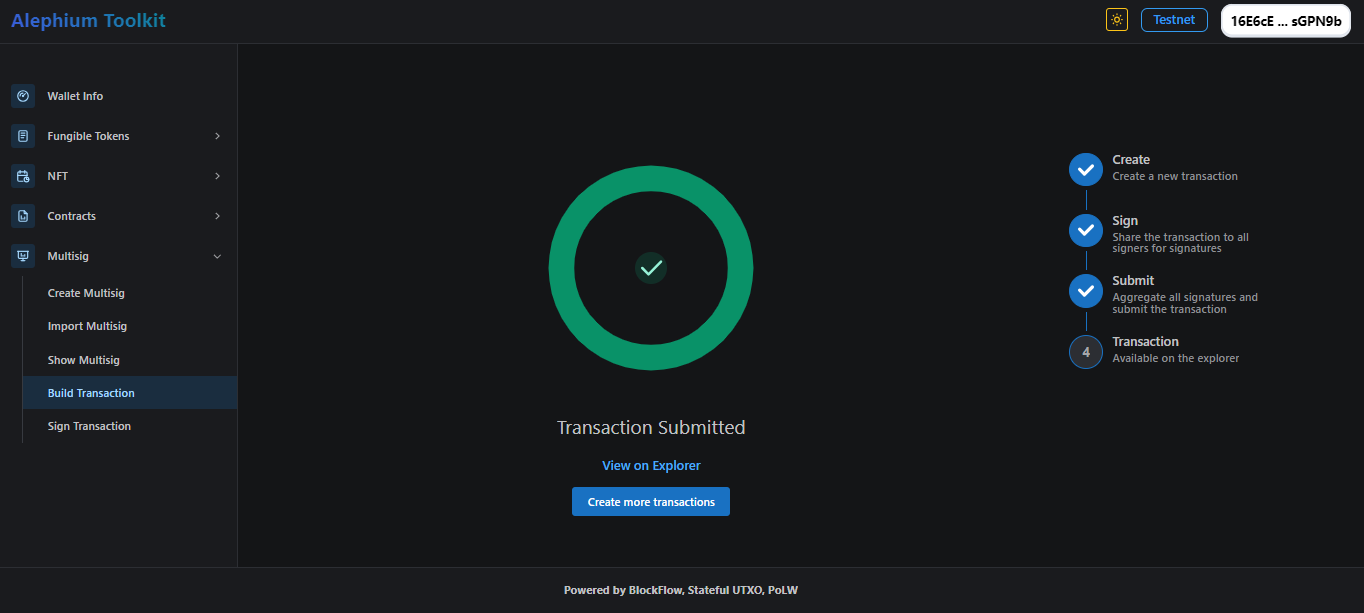 Alephium Toolkit
Testnet
16E6cE ... sGPN9b
Wallet Info
Fungible Tokens
NFT
Contracts
Multisig
Create Multisig
Import Multisig
Show Multisig
Build Transaction
Sign Transaction
Transaction Submitted
View on Explorer
Create more transactions
Create
Create a new transaction
Sign
Share the transaction to all
signers for signatures
Submit
Aggregate all signatures and
submit the transaction
4
Transaction
Available on the explorer
Powered by BlockFlow, Stateful UTXO, PoLW